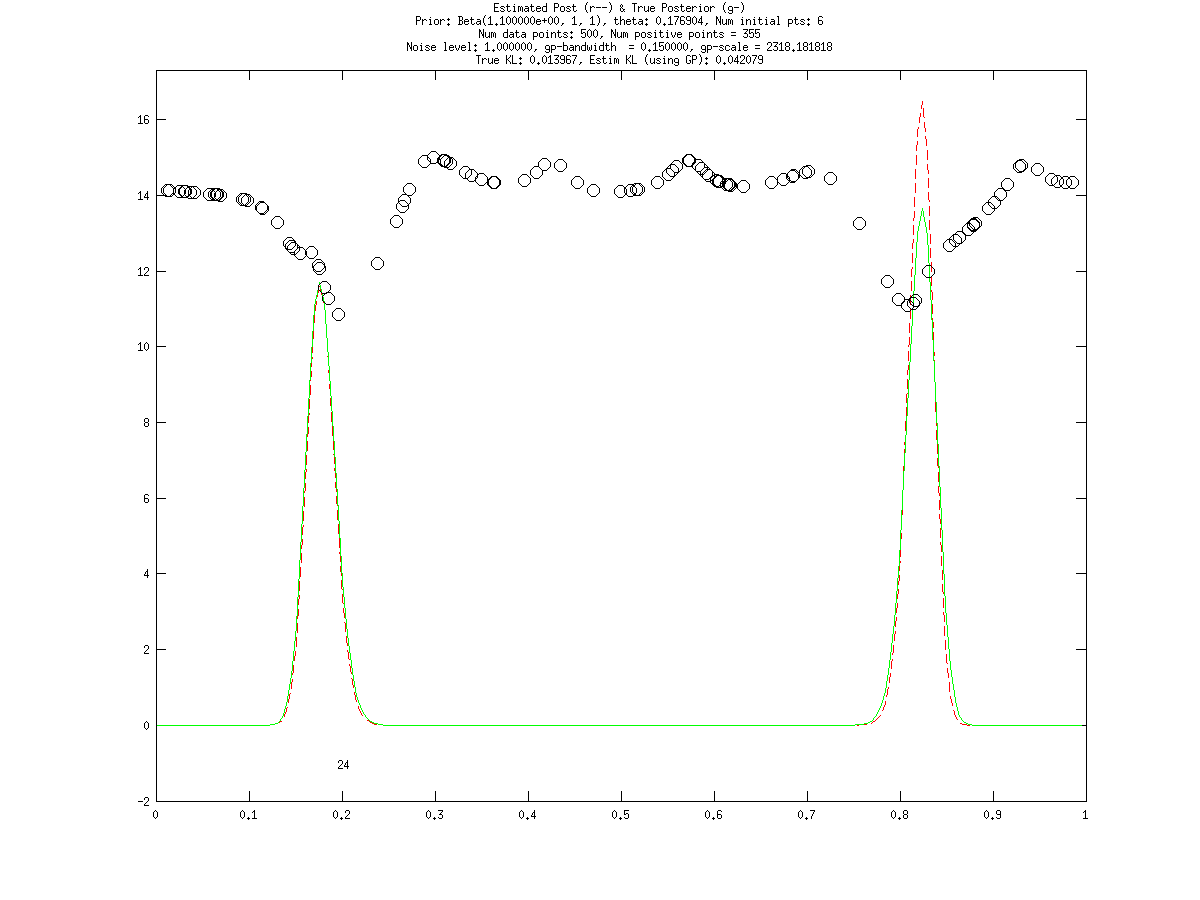 Estimated Post (r--) & True Posterior (g-)
Prior: Beta(1.100000e+00, 1, 1), theta: 0.176904, Num initial pts: 6
Num data points: 500, Num positive points = 355
Noise level: 1.000000, gp-bandwidth = 0.150000, gp-scale = 2318.181818
True KL: 0.013967, Estim KL (using GP): 0.042079
16
14
12
10
8
6
4
2
0
24
-2
0 0.1 0.2 0.3 0.4 0.5 0.6 0.7 0.8 0.9 1